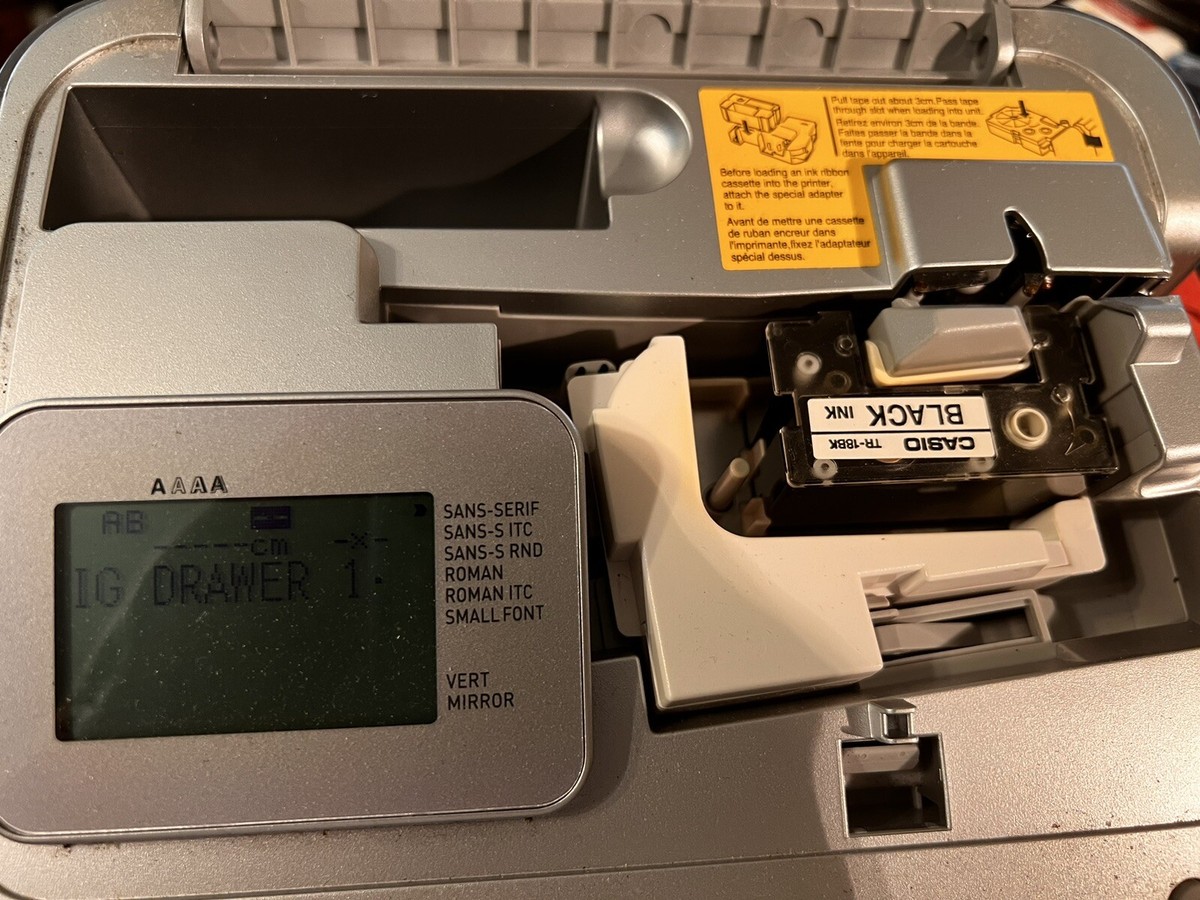 Pull tape out about 3cm.Pass tape
through slot when loading into unit.
Retirez environ 3cm de la bande.
Faites passer la bande dans la
fente pour charger la cartouche
dans l'appareil.
Before loading an ink ribbon
cassette into the printer,
attach the special adapter
to it.
Avant de mettre une cassette
de ruban encreur dans
l'imprimante,fixez l'adaptateur
spécial dessus.
CASIO
TR-18BK
BLACK INK
AAAA
AB
-----cm -x-
IG DRAWER 1
SANS-SERIF
SANS-S ITC
SANS-S RND
ROMAN
ROMAN ITC
SMALL FONT
VERT
MIRROR